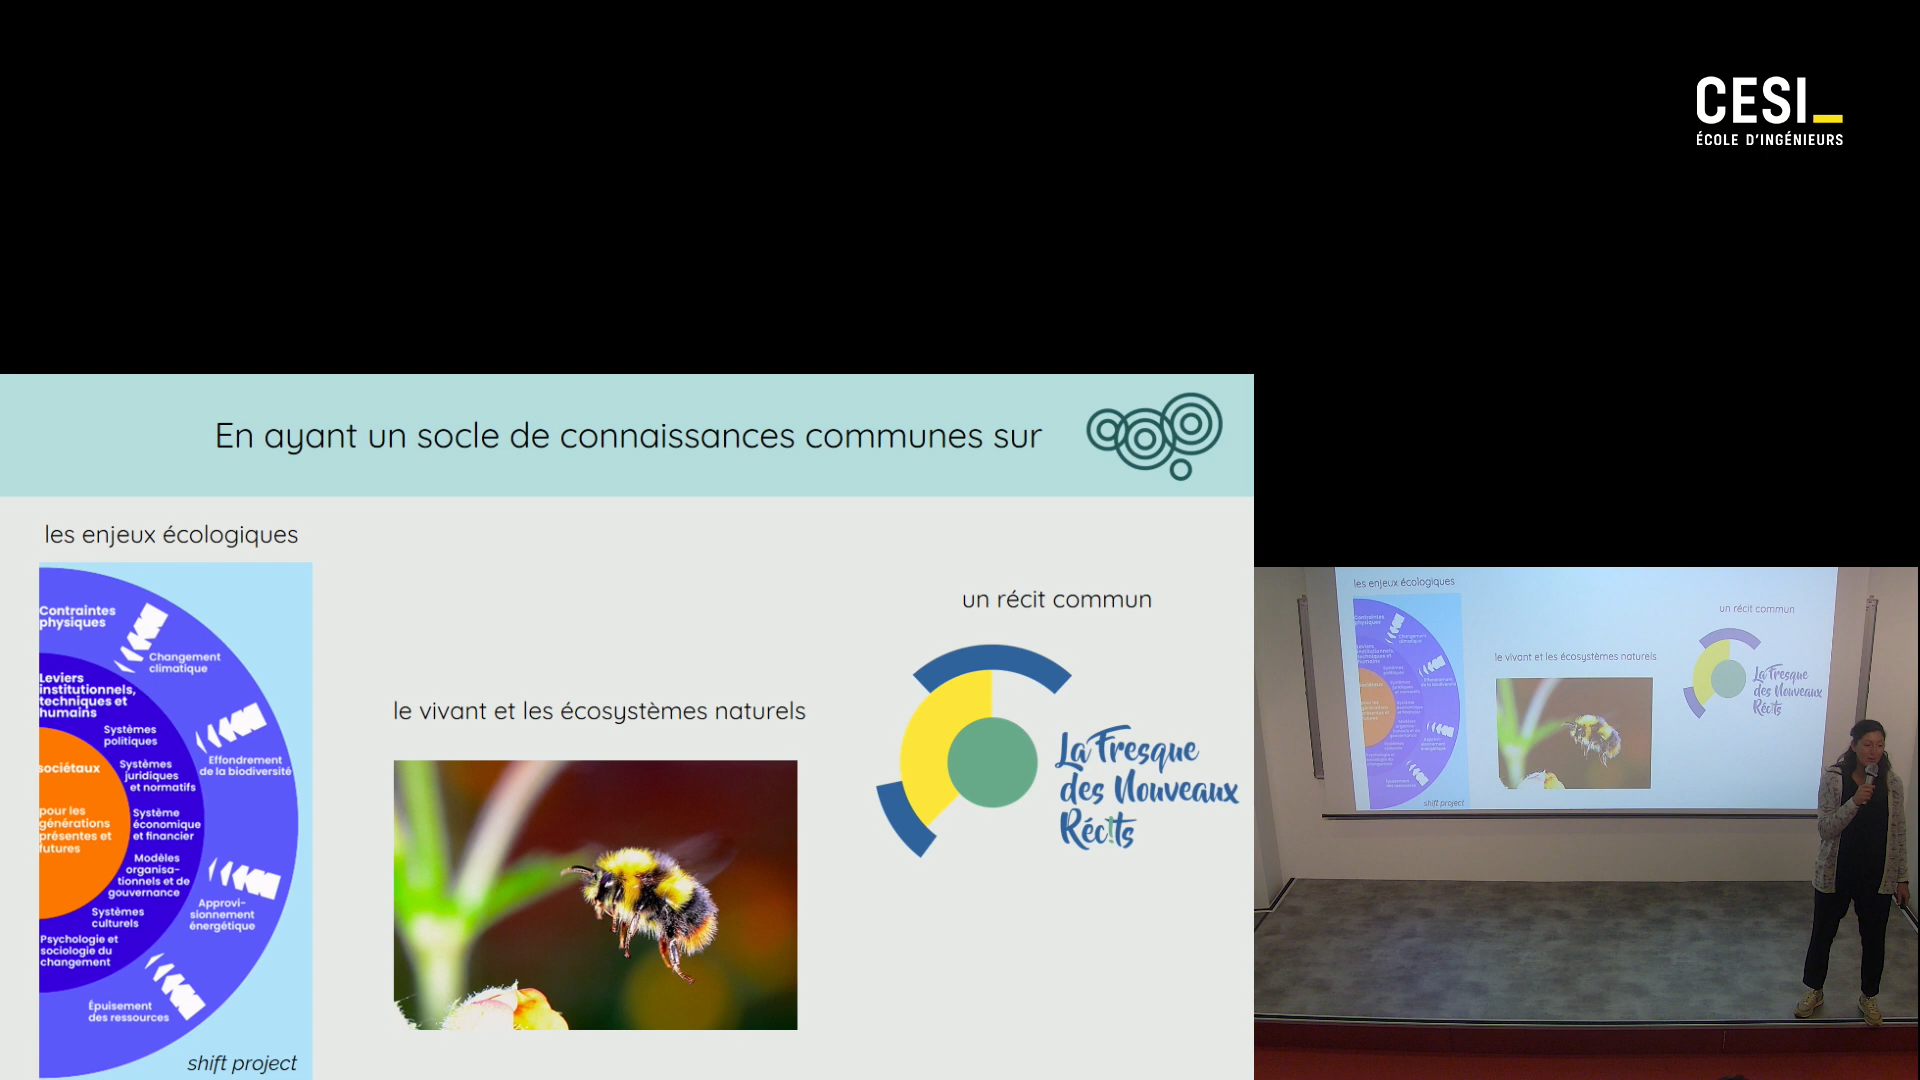 CESI_
ÉCOLE D'INGÉNIEURS
En ayant un socle de connaissances communes sur
les enjeux écologiques
Contraintes
physiques
Changement
climatique
Leviers
institutionnels,
techniques et
humains
Systèmes
politiques
Effondrement
de la biodiversité
sociétaux
Systèmes
juridiques
et normatifs
pour les
générations
présentes et
futures
Système
économique
et financier
Modèles
organisa-
tionnels et de
gouvernance
Approvi-
sionnement
énergétique
Systèmes
culturels
Psychologie et
sociologie du
changement
Épuisement
des ressources
shift project
le vivant et les écosystèmes naturels
un récit commun
La Fresque
des Nouveaux
Récits
les enjeux écologiques
un récit commun
le vivant et les écosystèmes naturels
La Fresque
des Nouveaux
Récits
Contraintes
physiques
Changement
climatique
shift project